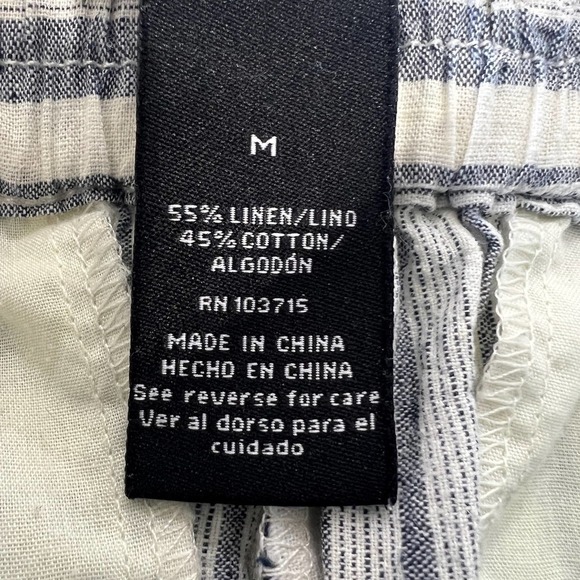 M
55% LINEN/LINO
45% COTTON/
ALGODÓN
RN 103715
MADE IN CHINA
HECHO EN CHINA
See reverse for care
Ver al dorso para el
cuidado